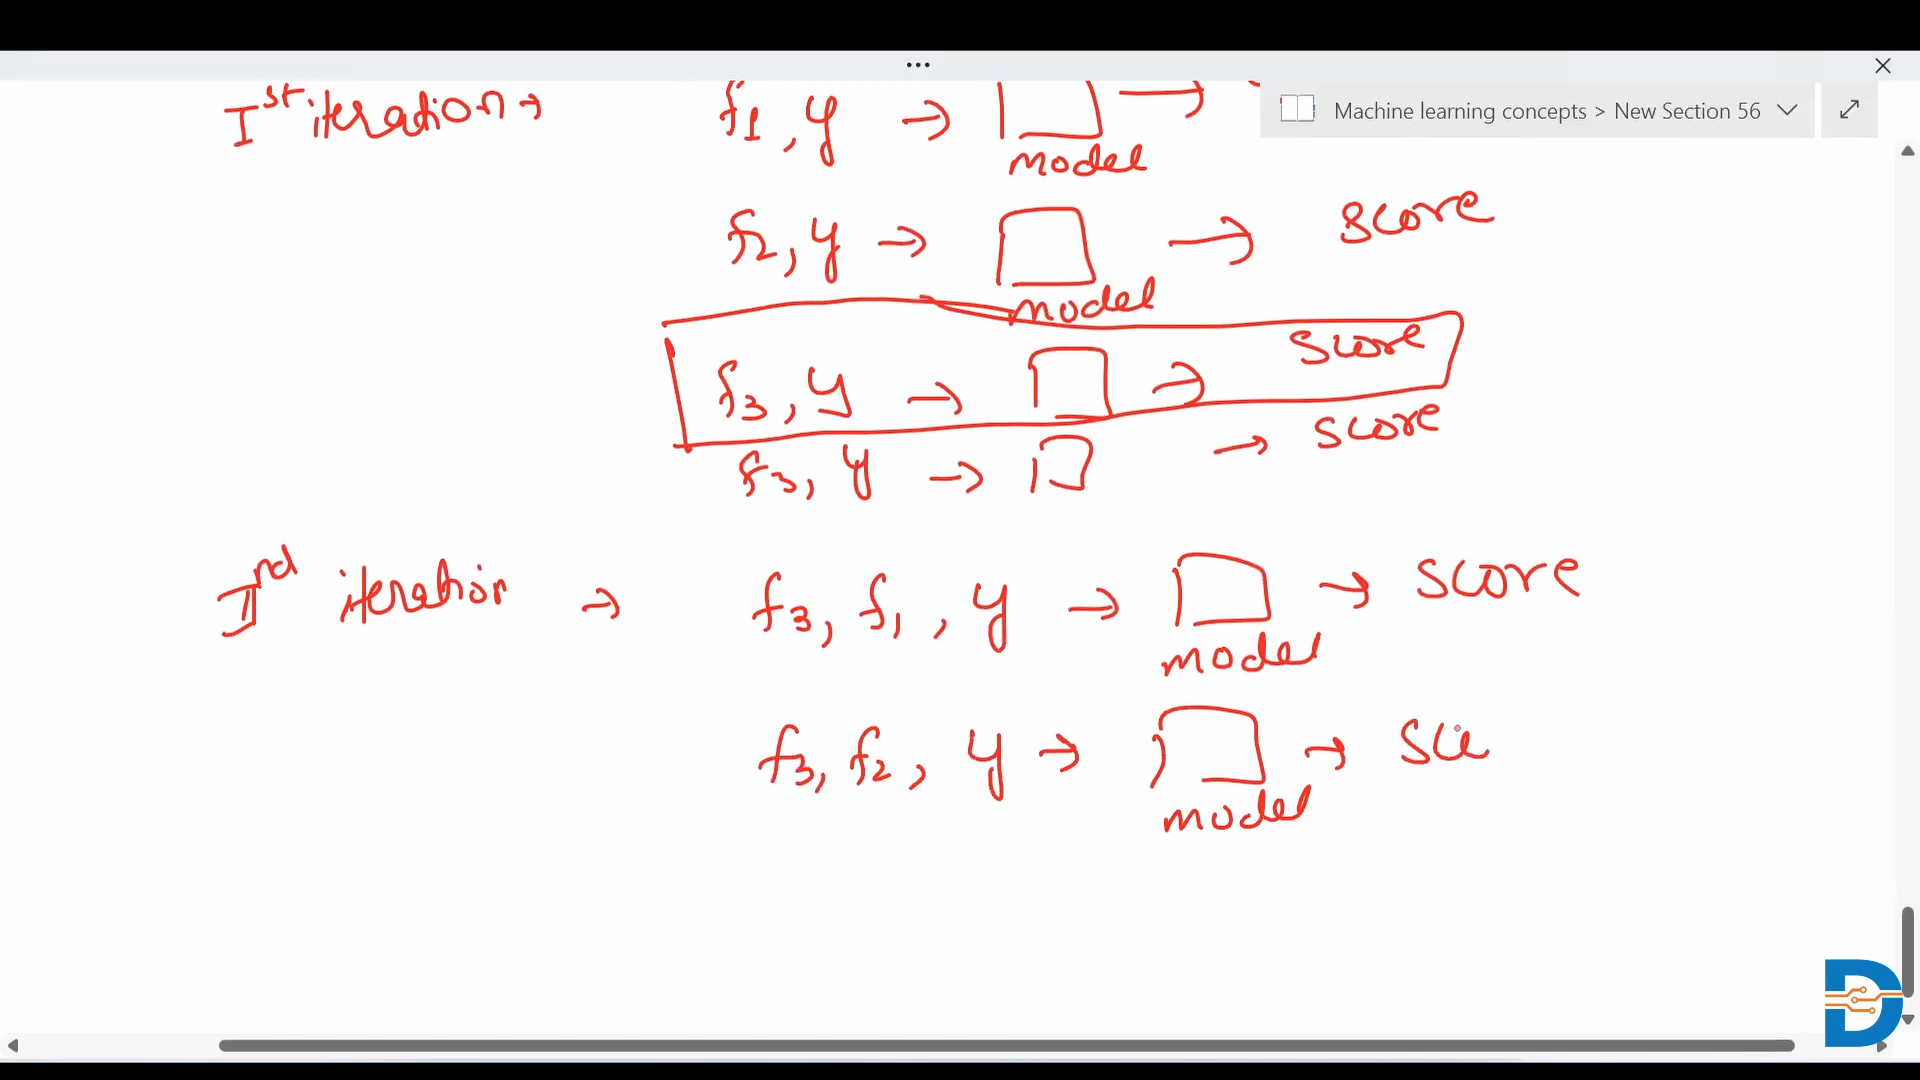 •••
Machine learning concepts > New Section 56
Ist iteration → f1, y → model →
f2, y → model → score
f3, y → → score
f3, y → → score
IInd iteration → f3, f1, y → model → score
f3, f2, y → model → sco